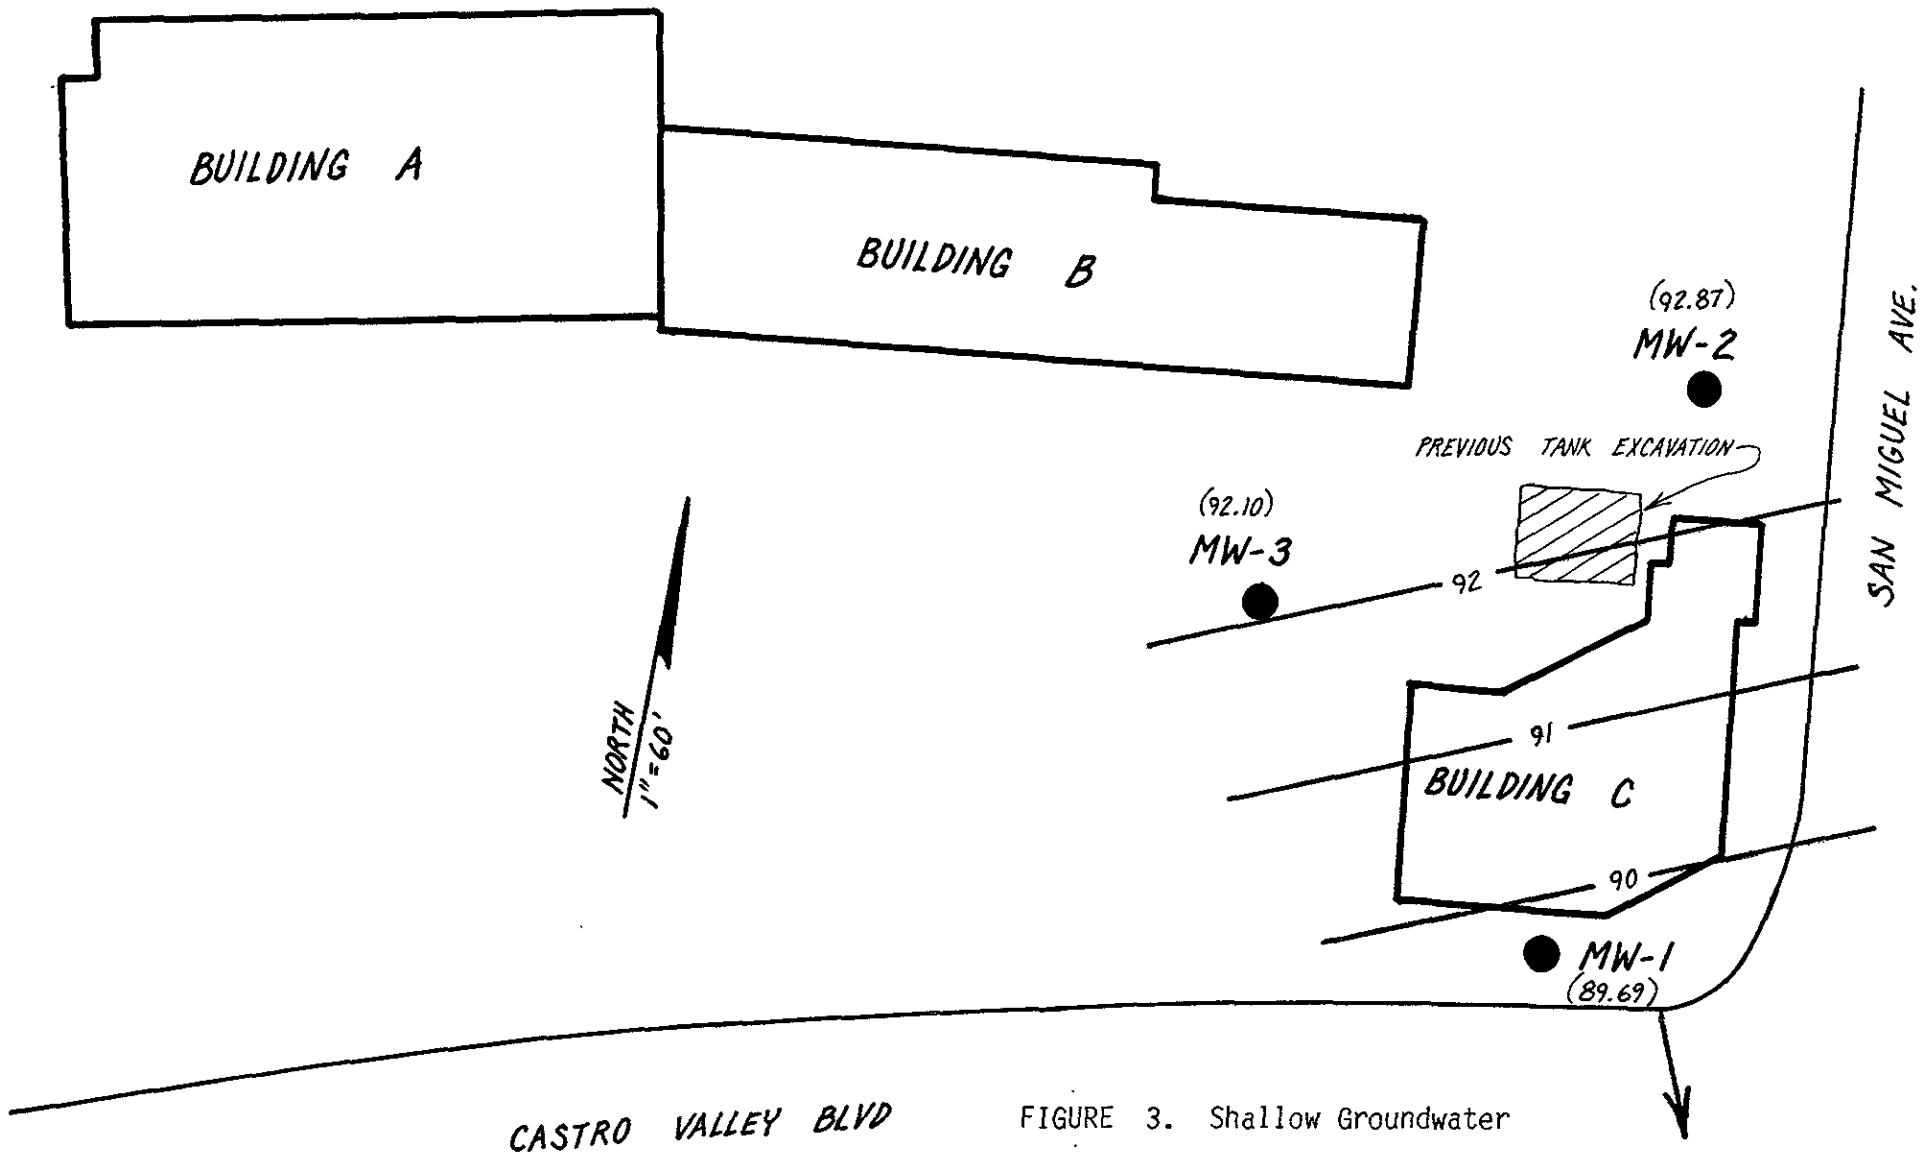 BUILDING A
BUILDING B
(92.87)
MW-2
SAN MIGUEL AVE.
PREVIOUS TANK EXCAVATION
(92.10)
MW-3
92
NORTH
1"=60'
91
BUILDING C
90
MW-1
(89.69)
CASTRO VALLEY BLVD
FIGURE 3. Shallow Groundwater